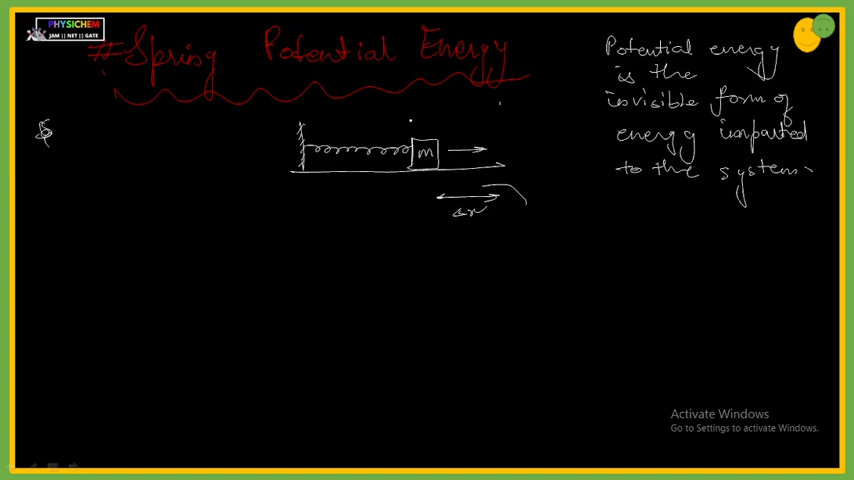 PHYSICHEM
JAM || NET || GATE
# Spring Potential Energy
Potential energy
is the
invisible form of
energy imparted
to the system.
m
Activate Windows
Go to Settings to activate Windows.